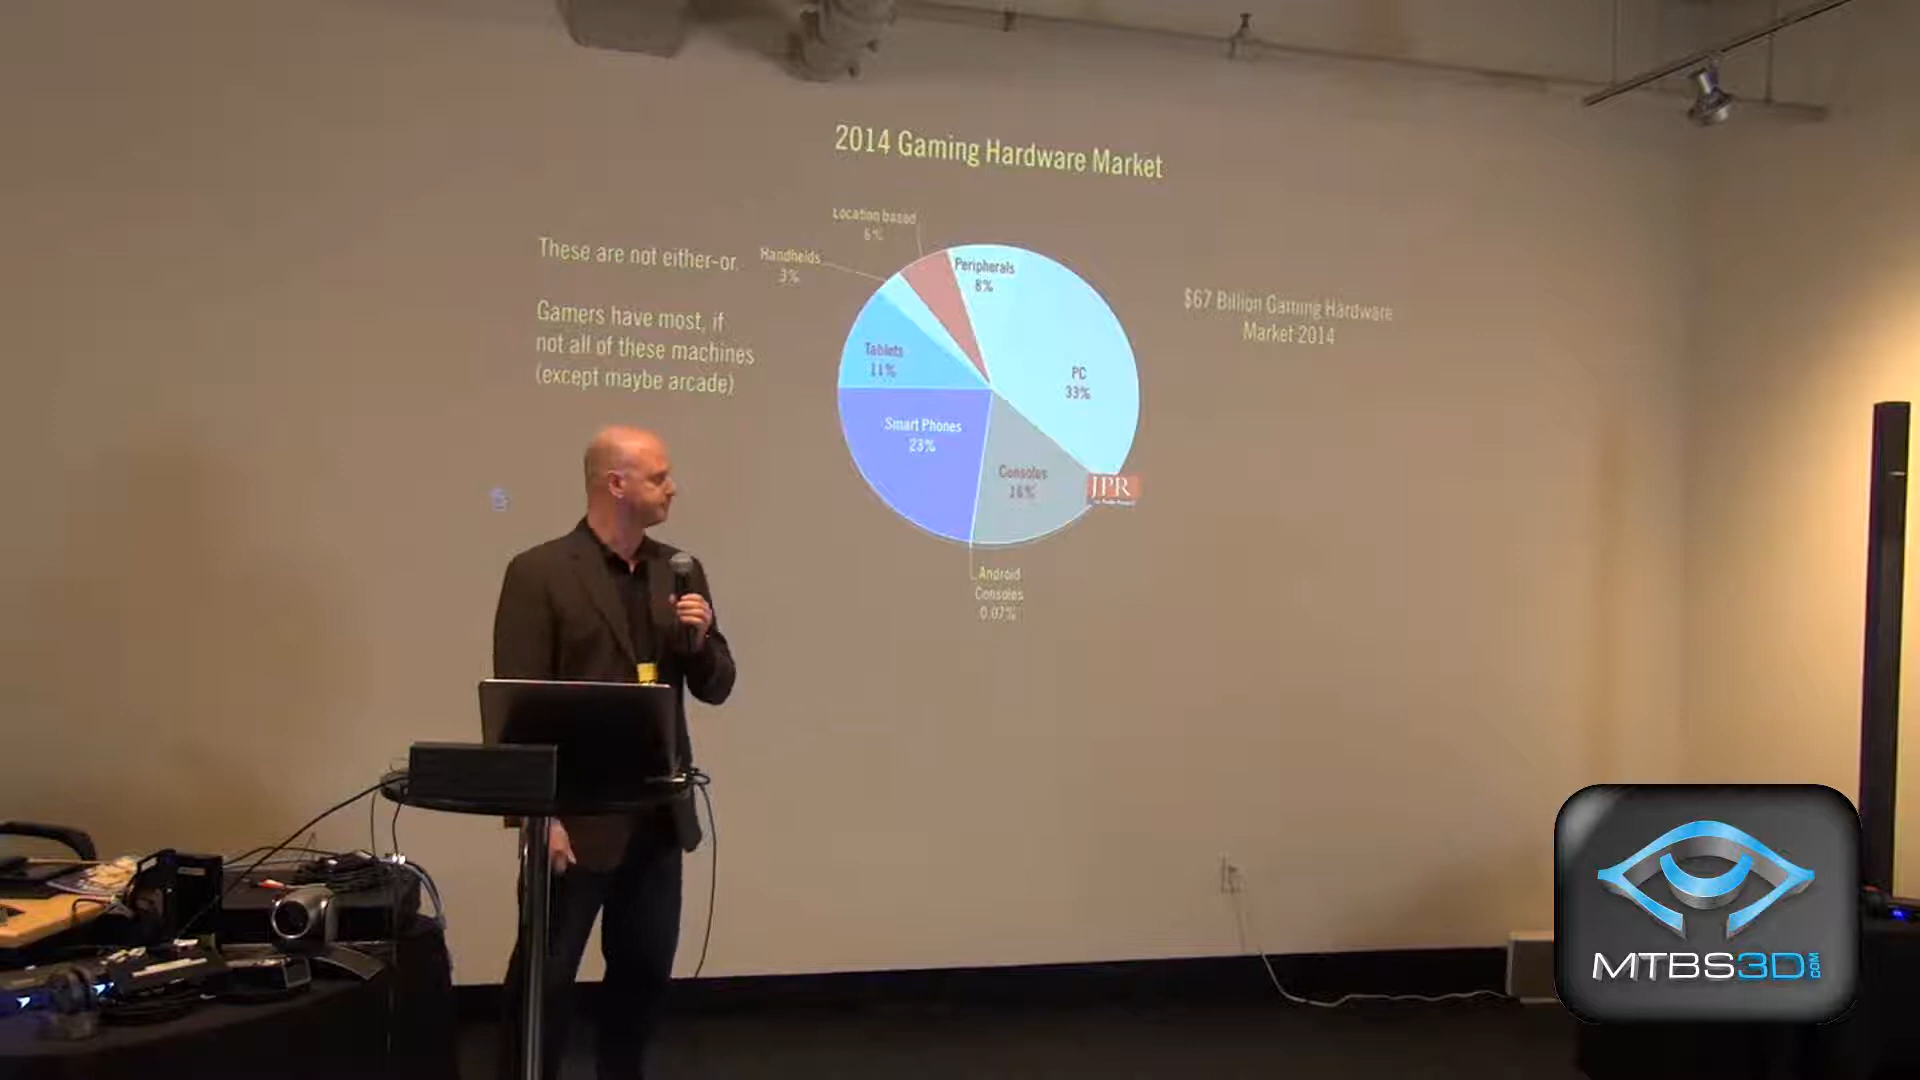 2014 Gaming Hardware Market
Location based
6%
These are not either-or.
Handhelds
3%
Peripherals
8%
$67 Billion Gaming Hardware
Market 2014
Gamers have most, if
not all of these machines
(except maybe arcade)
Tablets
11%
PC
33%
Smart Phones
23%
Consoles
16%
JPR
Android
Consoles
0.07%
MTBS3D.COM